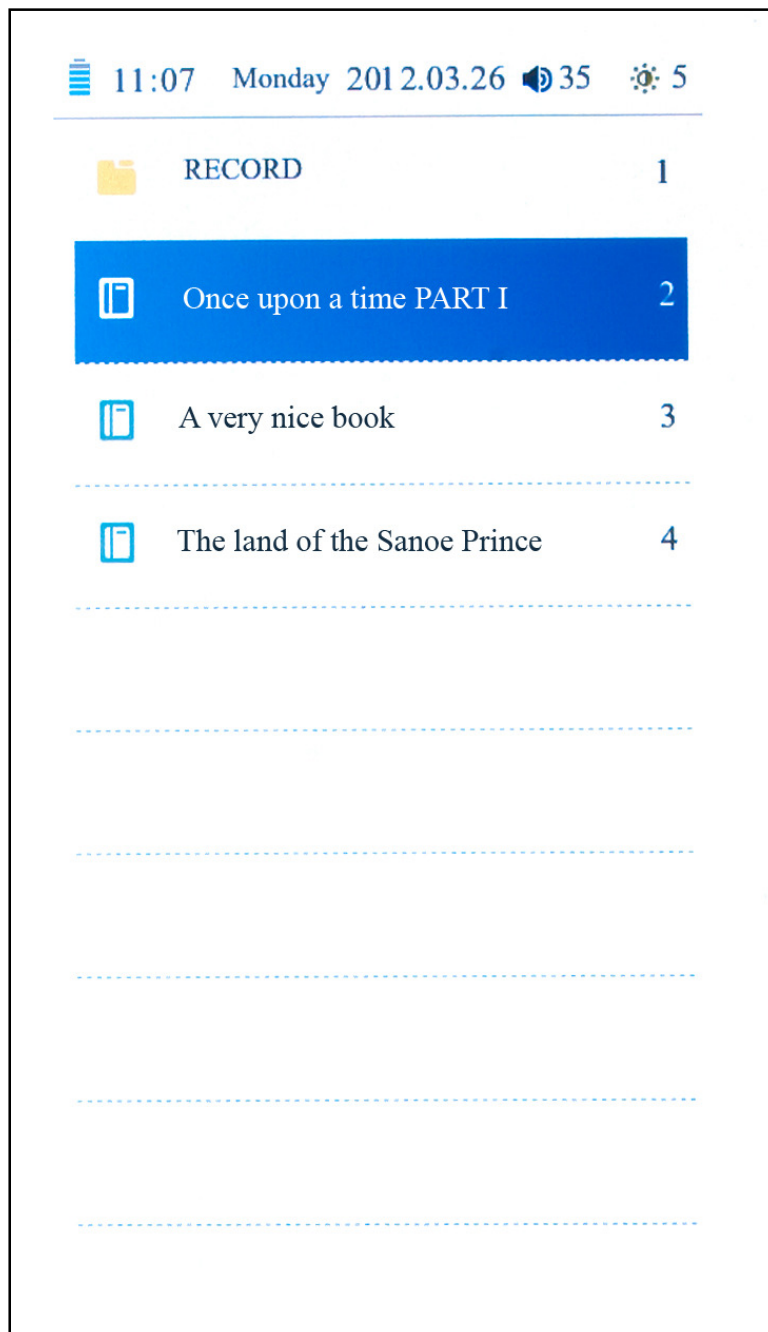 11:07 Monday 2012.03.26 35 5
RECORD 1
Once upon a time PART I 2
A very nice book 3
The land of the Sanoe Prince 4